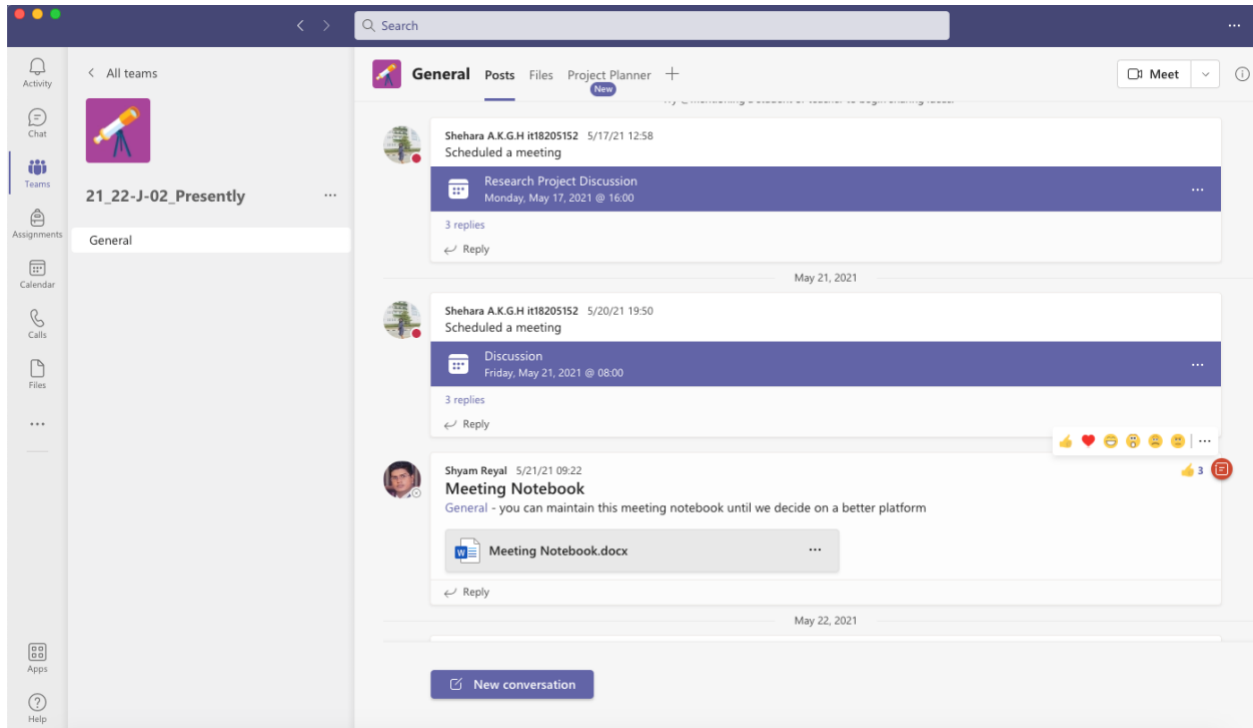 Search
Activity
Chat
Teams
Assignments
Calendar
Calls
Files
Apps
Help
All teams
21_22-J-02_Presently
General
General Posts Files Project Planner
New
Meet
Shehara A.K.G.H it18205152 5/17/21 12:58
Scheduled a meeting
Research Project Discussion
Monday, May 17, 2021 @ 16:00
3 replies
Reply
May 21, 2021
Shehara A.K.G.H it18205152 5/20/21 19:50
Scheduled a meeting
Discussion
Friday, May 21, 2021 @ 08:00
3 replies
Reply
Shyam Reyal 5/21/21 09:22
3
Meeting Notebook
General - you can maintain this meeting notebook until we decide on a better platform
Meeting Notebook.docx
Reply
May 22, 2021
New conversation